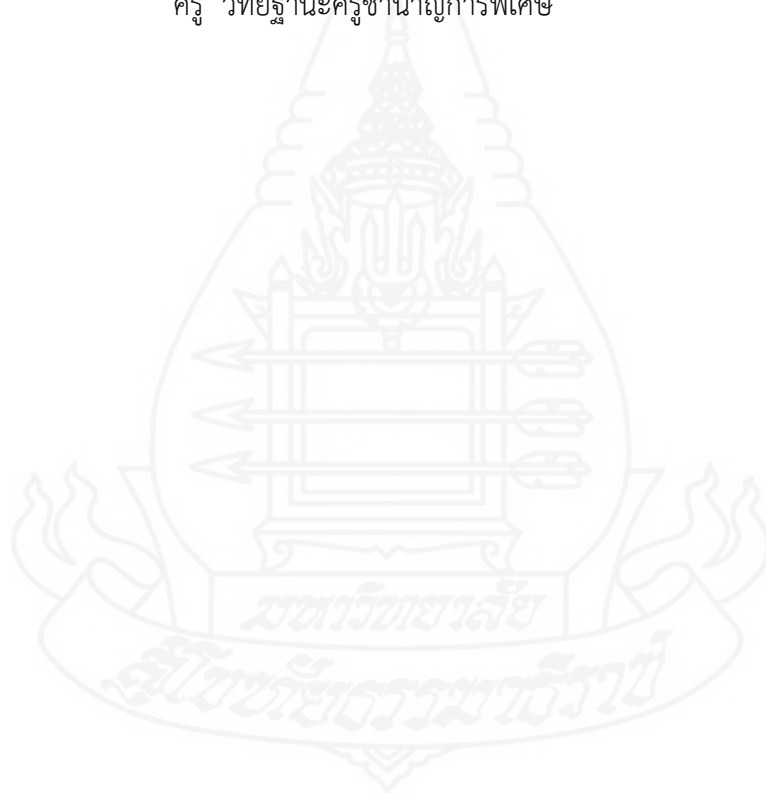 ครู วิทยฐานะครูชำนาญการพิเศษ
มหาวิทยาลัย
สุโขทัยธรรมาธิราช